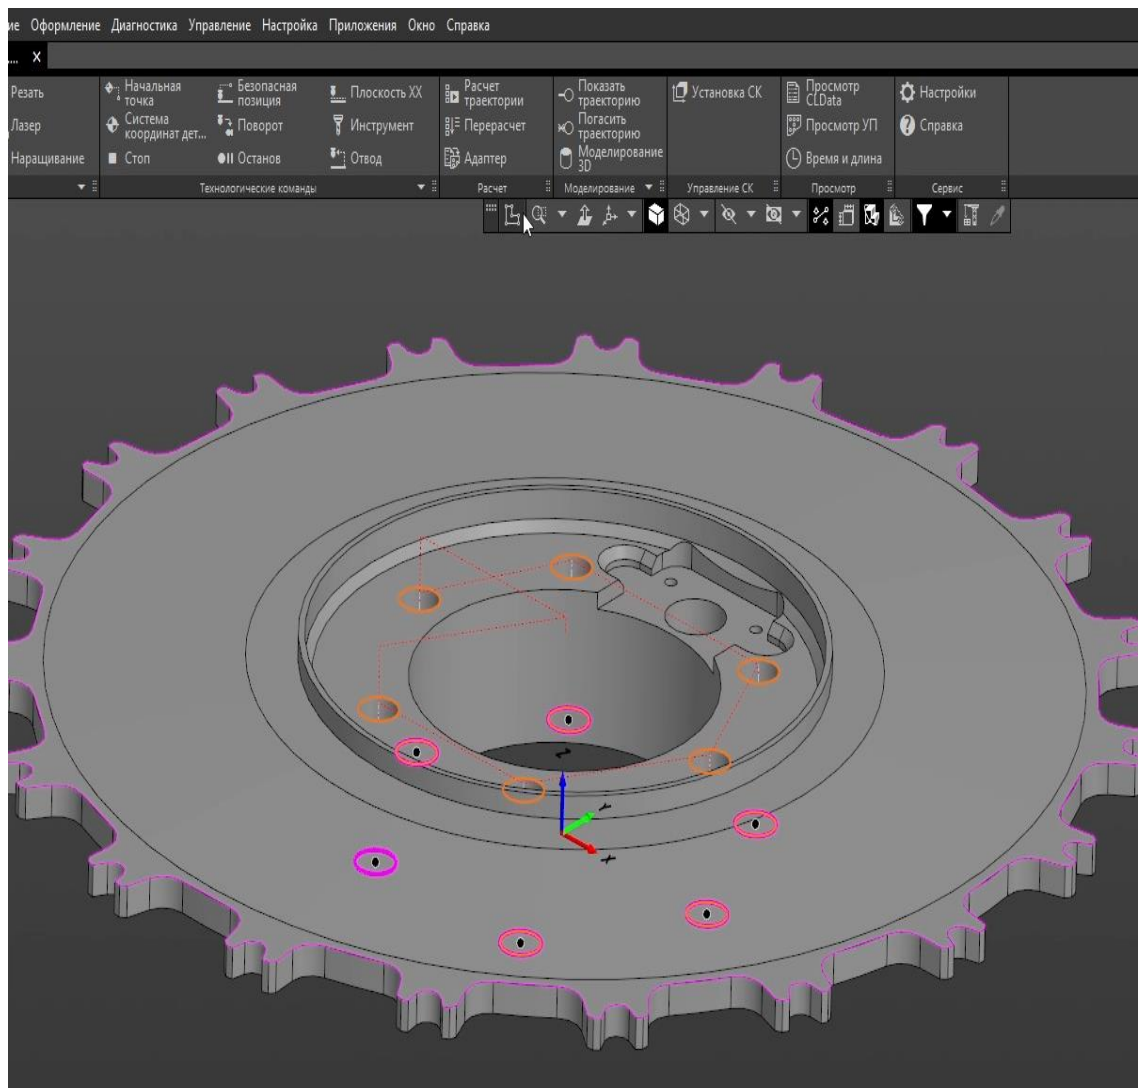 ие Оформление Диагностика Управление Настройка Приложения Окно Справка
... X
Резать
Начальная
точка
Безопасная
позиция
Плоскость ХХ
Расчет
траектории
Показать
траекторию
Установка СК
Просмотр
CLData
Настройки
Лазер
Система
координат дет...
Поворот
Инструмент
Перерасчет
Погасить
траекторию
Просмотр УП
Справка
Наращивание
Стоп
Останов
Отвод
Адаптер
Моделирование
3D
Время и длина
Технологические команды
Расчет
Моделирование
Управление СК
Просмотр
Сервис
Z
Y
X